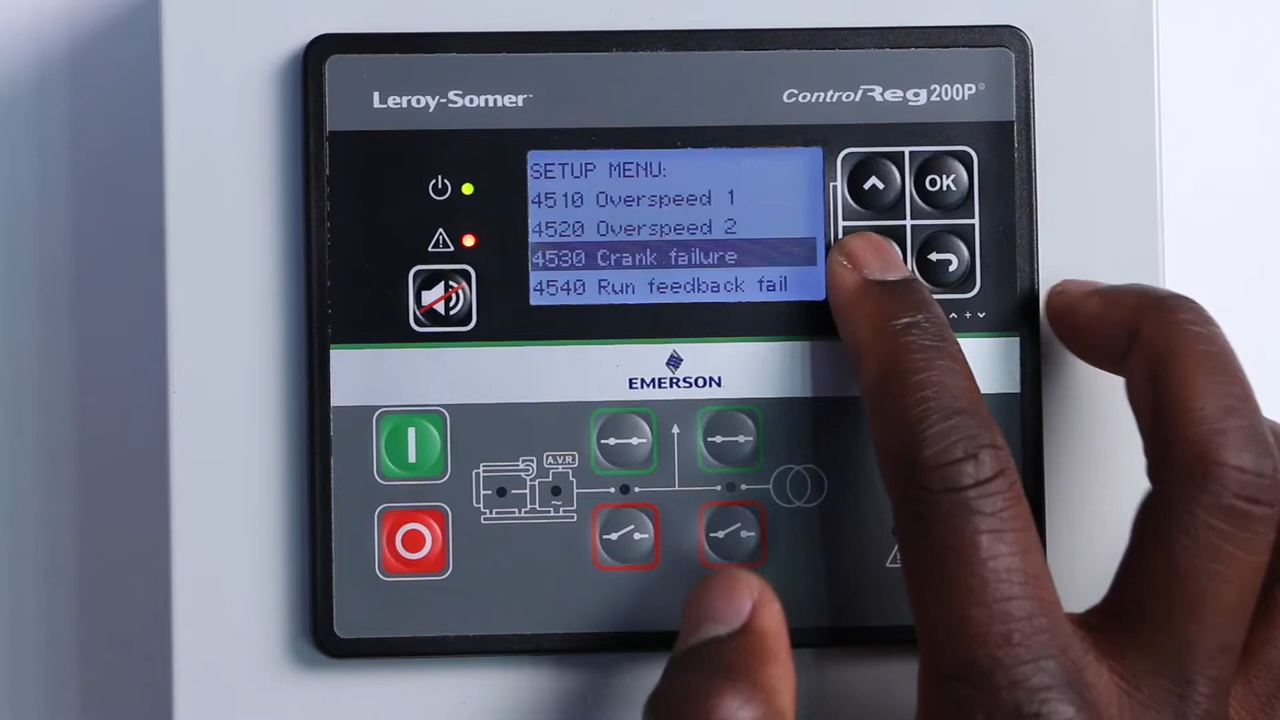 Leroy-Somer™
ControlReg200P©
SETUP MENU:
4510 Overspeed 1
4520 Overspeed 2
4530 Crank failure
4540 Run feedback fail
OK
EMERSON
A.V.R.